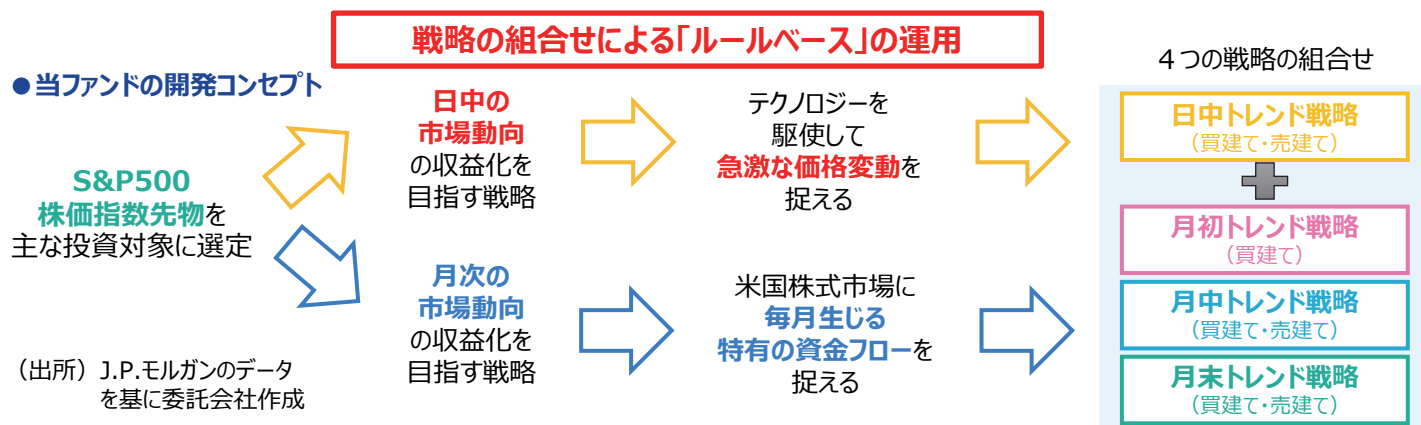 戦略の組合せによる「ルールベース」の運用
●当ファンドの開発コンセプト
S&P500
株価指数先物を
主な投資対象に選定
(出所)J.P.モルガンのデータ
を基に委託会社作成
日中の
市場動向
の収益化を
目指す戦略
テクノロジーを
駆使して
急激な価格変動を
捉える
月次の
市場動向
の収益化を
目指す戦略
米国株式市場に
毎月生じる
特有の資金フローを
捉える
4つの戦略の組合せ
日中トレンド戦略
(買建て・売建て)
月初トレンド戦略
(買建て)
月中トレンド戦略
(買建て・売建て)
月末トレンド戦略
(買建て・売建て)